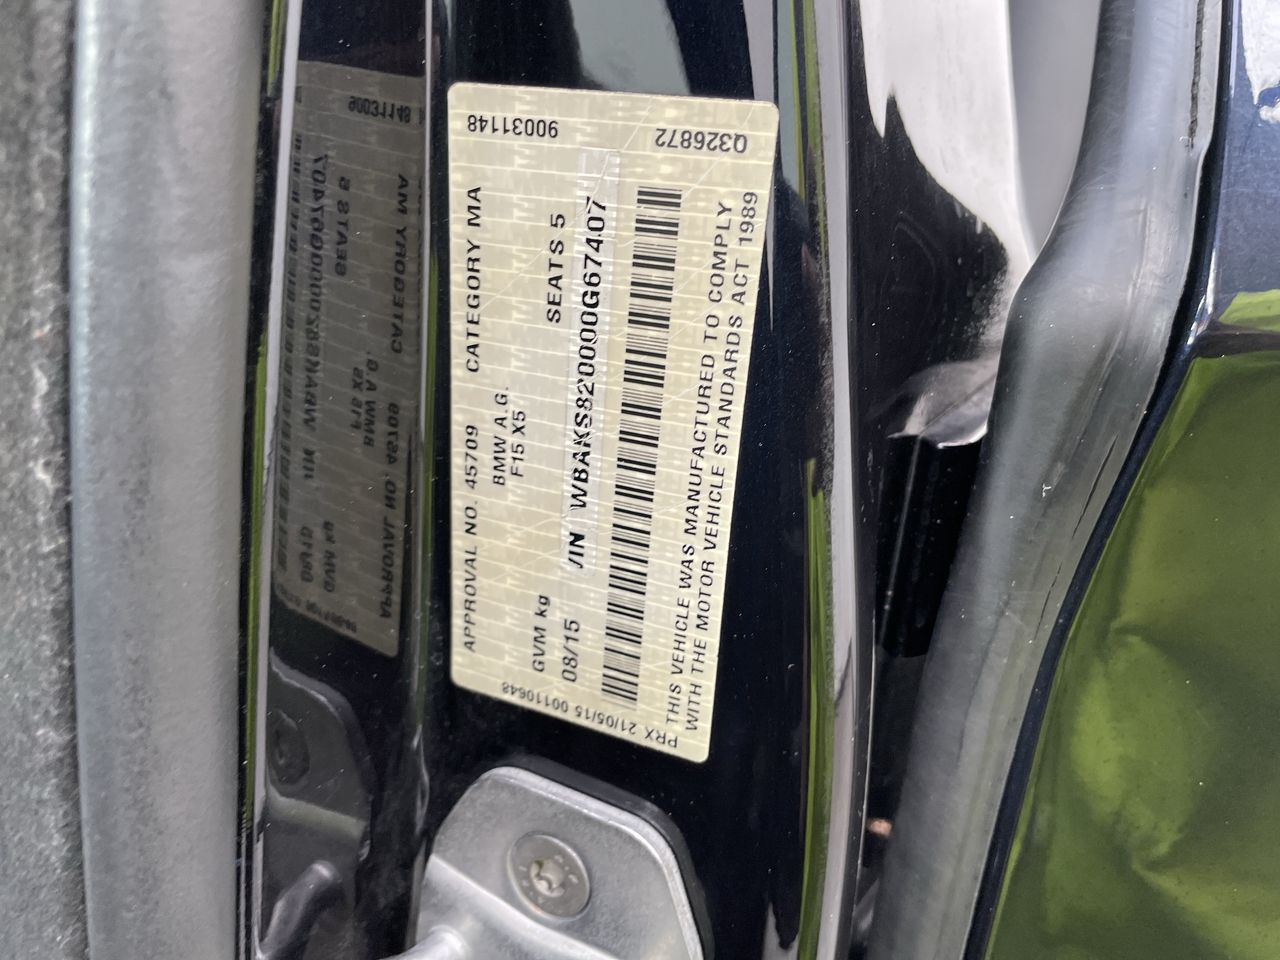 APPROVAL NO. 45709 CATEGORY MA
BMW A.G.
F15 X5
GVM kg SEATS 5
08/15 VIN WBAKS820000G67407
THIS VEHICLE WAS MANUFACTURED TO COMPLY
WITH THE MOTOR VEHICLE STANDARDS ACT 1989
90031148
Q326872
PRX 21/05/15 00110648